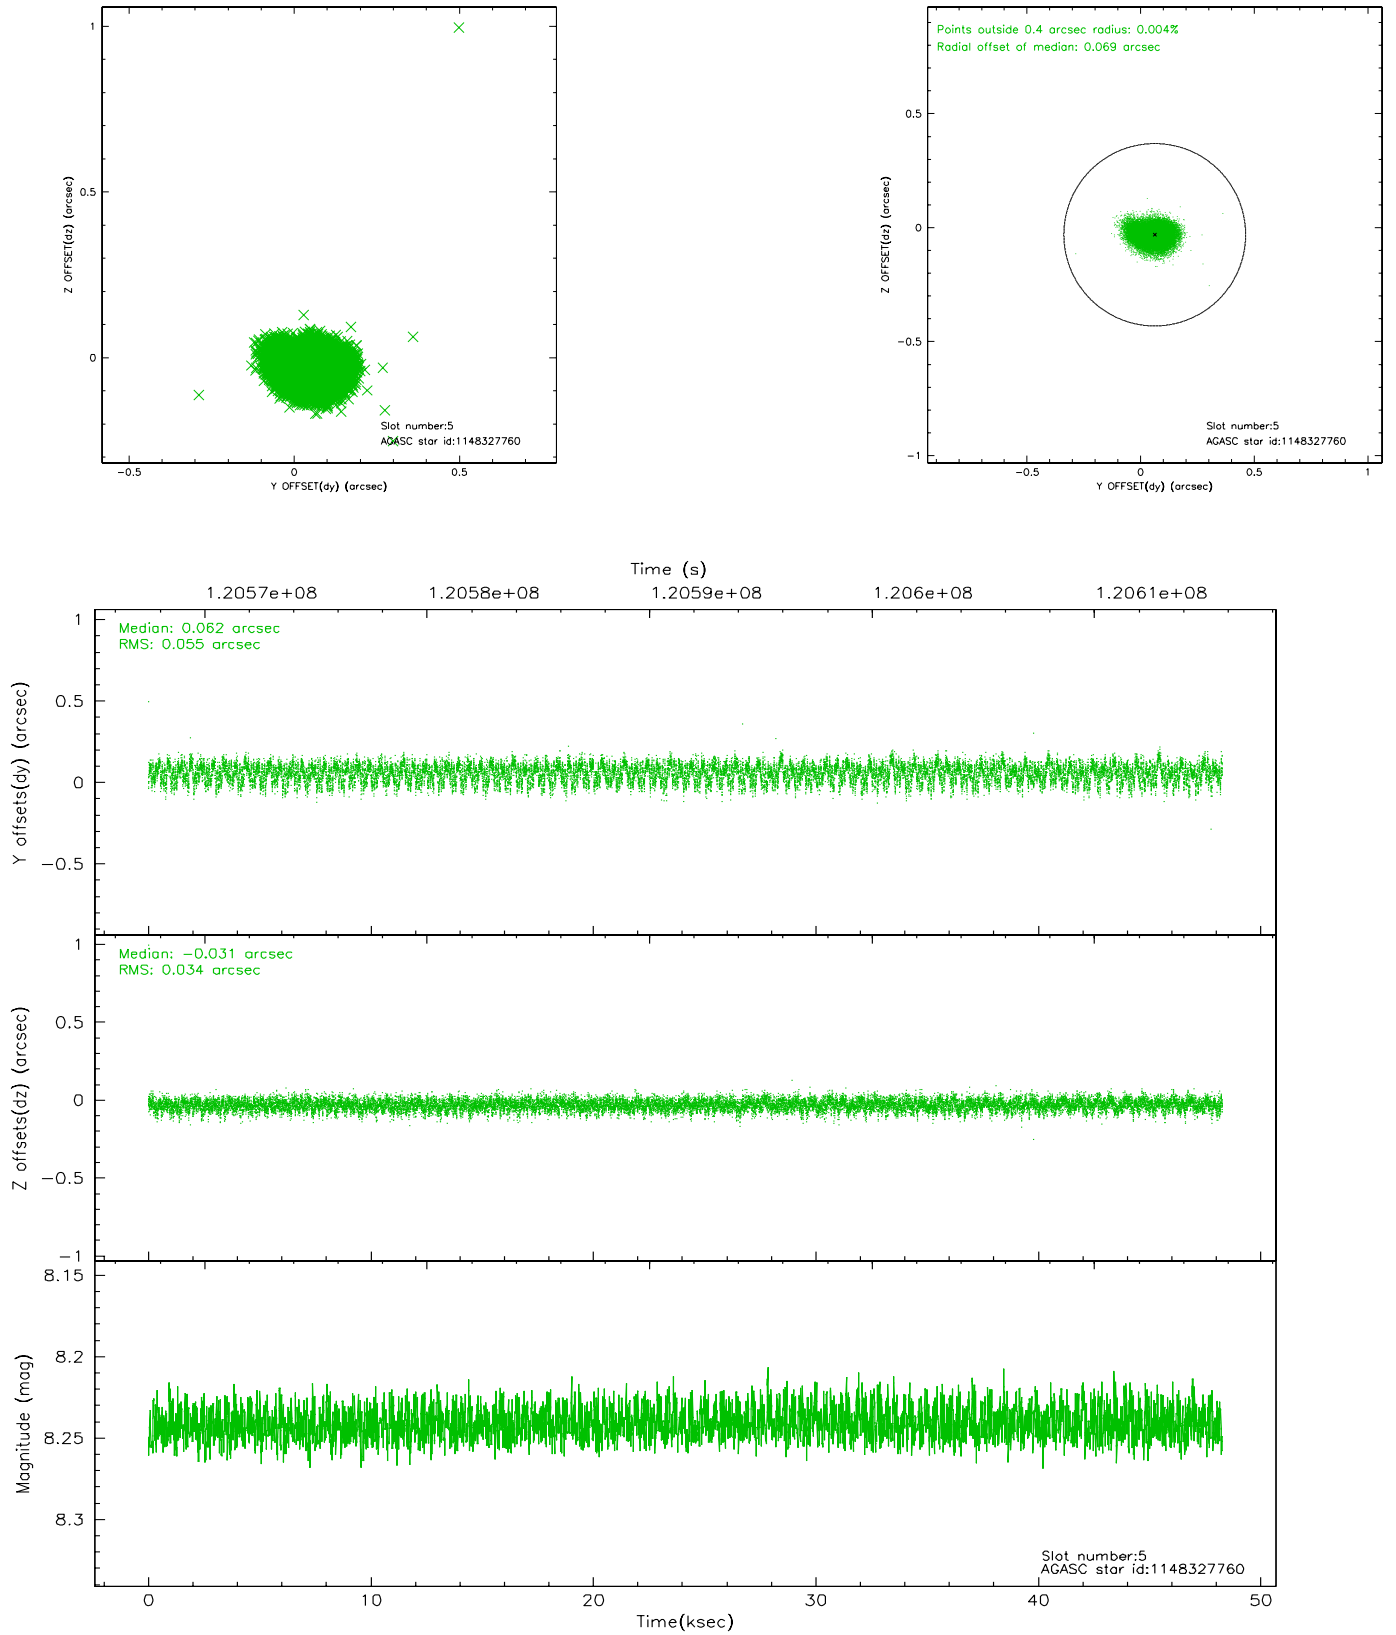 1
0.5
0
Z OFFSET(dz) (arcsec)
Slot number:5
AGASC star id:1148327760
−0.5
0
0.5
Y OFFSET(dy) (arcsec)
Points outside 0.4 arcsec radius: 0.004%
Radial offset of median: 0.069 arcsec
0.5
0
−0.5
−1
Z OFFSET(dz) (arcsec)
Slot number:5
AGASC star id:1148327760
−0.5
0
0.5
1
Y OFFSET(dy) (arcsec)
Time (s)
1.2057e+08
1.2058e+08
1.2059e+08
1.206e+08
1.2061e+08
Median: 0.062 arcsec
RMS: 0.055 arcsec
1
0.5
0
−0.5
Y offsets(dy) (arcsec)
Median: −0.031 arcsec
RMS: 0.034 arcsec
1
0.5
0
−0.5
−1
Z offsets(dz) (arcsec)
8.15
8.2
8.25
8.3
Magnitude (mag)
Slot number:5
AGASC star id:1148327760
0
10
20
30
40
50
Time(ksec)